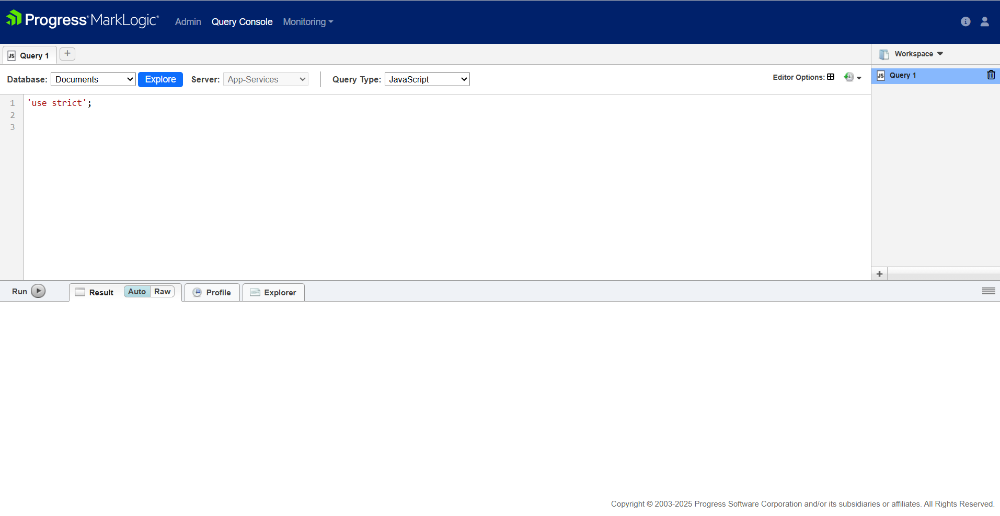 Progress® MarkLogic® Admin Query Console Monitoring
JS Query 1 +
Workspace
Database: Documents Explore Server: App-Services Query Type: JavaScript Editor Options:
JS Query 1
1 'use strict';
2
3
+
Run Result Auto Raw Profile Explorer
Copyright © 2003-2025 Progress Software Corporation and/or its subsidiaries or affiliates. All Rights Reserved.